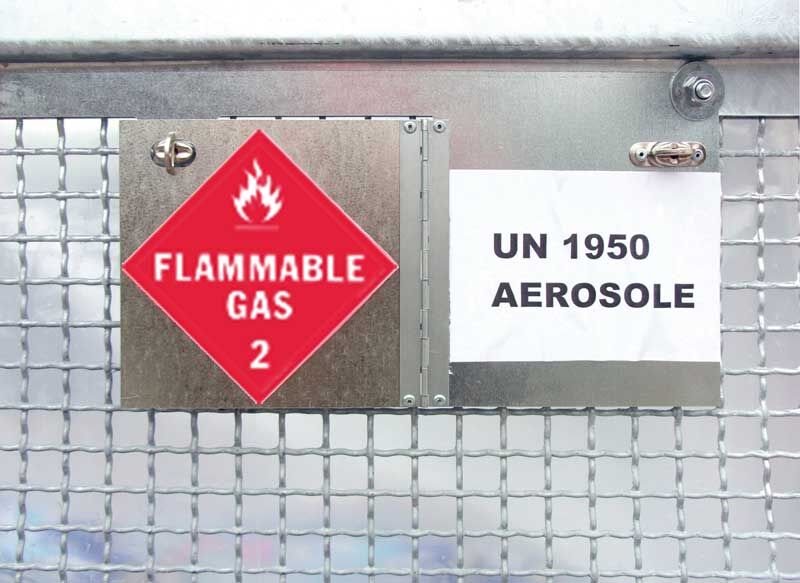 FLAMMABLE
GAS
2
UN 1950
AEROSOLE